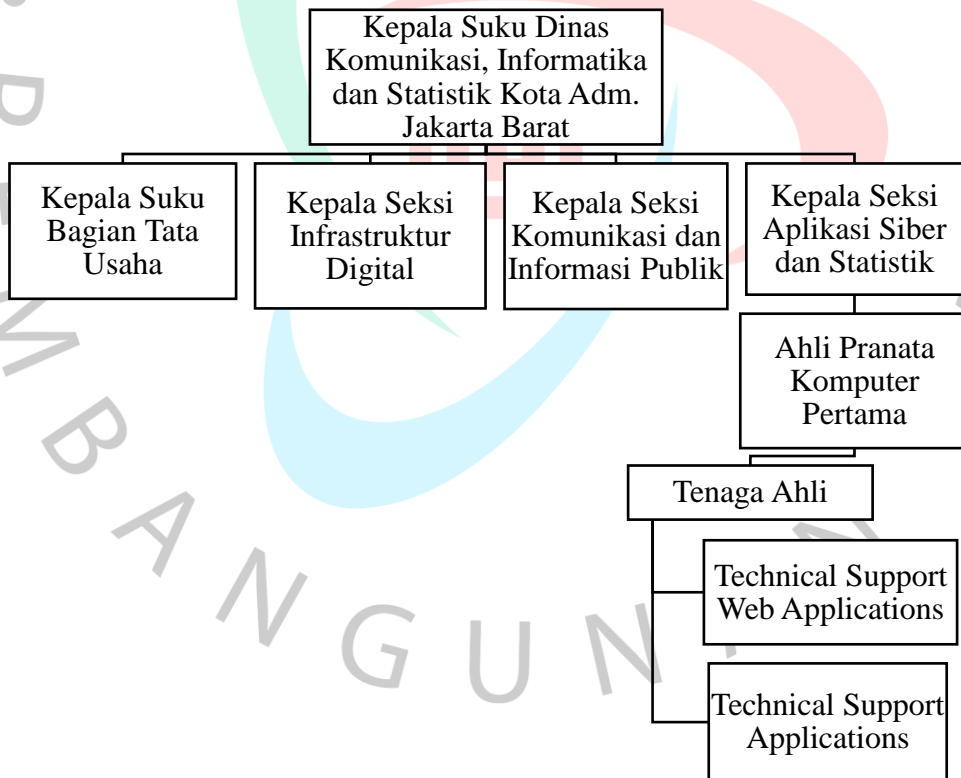 Kepala Suku Dinas
Komunikasi, Informatika
dan Statistik Kota Adm.
Jakarta Barat
Kepala Suku
Bagian Tata
Usaha
Kepala Seksi
Infrastruktur
Digital
Kepala Seksi
Komunikasi dan
Informasi Publik
Kepala Seksi
Aplikasi Siber
dan Statistik
Ahli Pranata
Komputer
Pertama
Tenaga Ahli
Technical Support
Web Applications
Technical Support
Applications